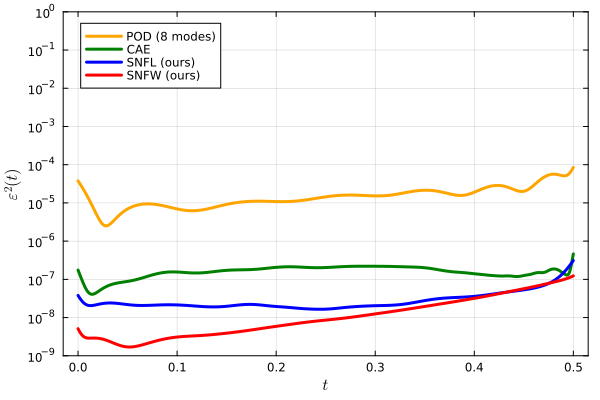 10⁰
10⁻¹
10⁻²
10⁻³
10⁻⁴
10⁻⁵
10⁻⁶
10⁻⁷
10⁻⁸
10⁻⁹
ε²(t)
POD (8 modes)
CAE
SNFL (ours)
SNFW (ours)
0.0 0.1 0.2 0.3 0.4 0.5
t